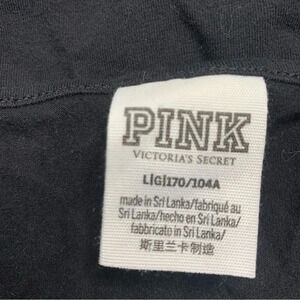 PINK
VICTORIA'S SECRET
L|G|170/104A
made in Sri Lanka/fabriqué au
Sri Lanka/hecho en Sri Lanka/
fabbricato in Sri Lanka/
斯里兰卡制造